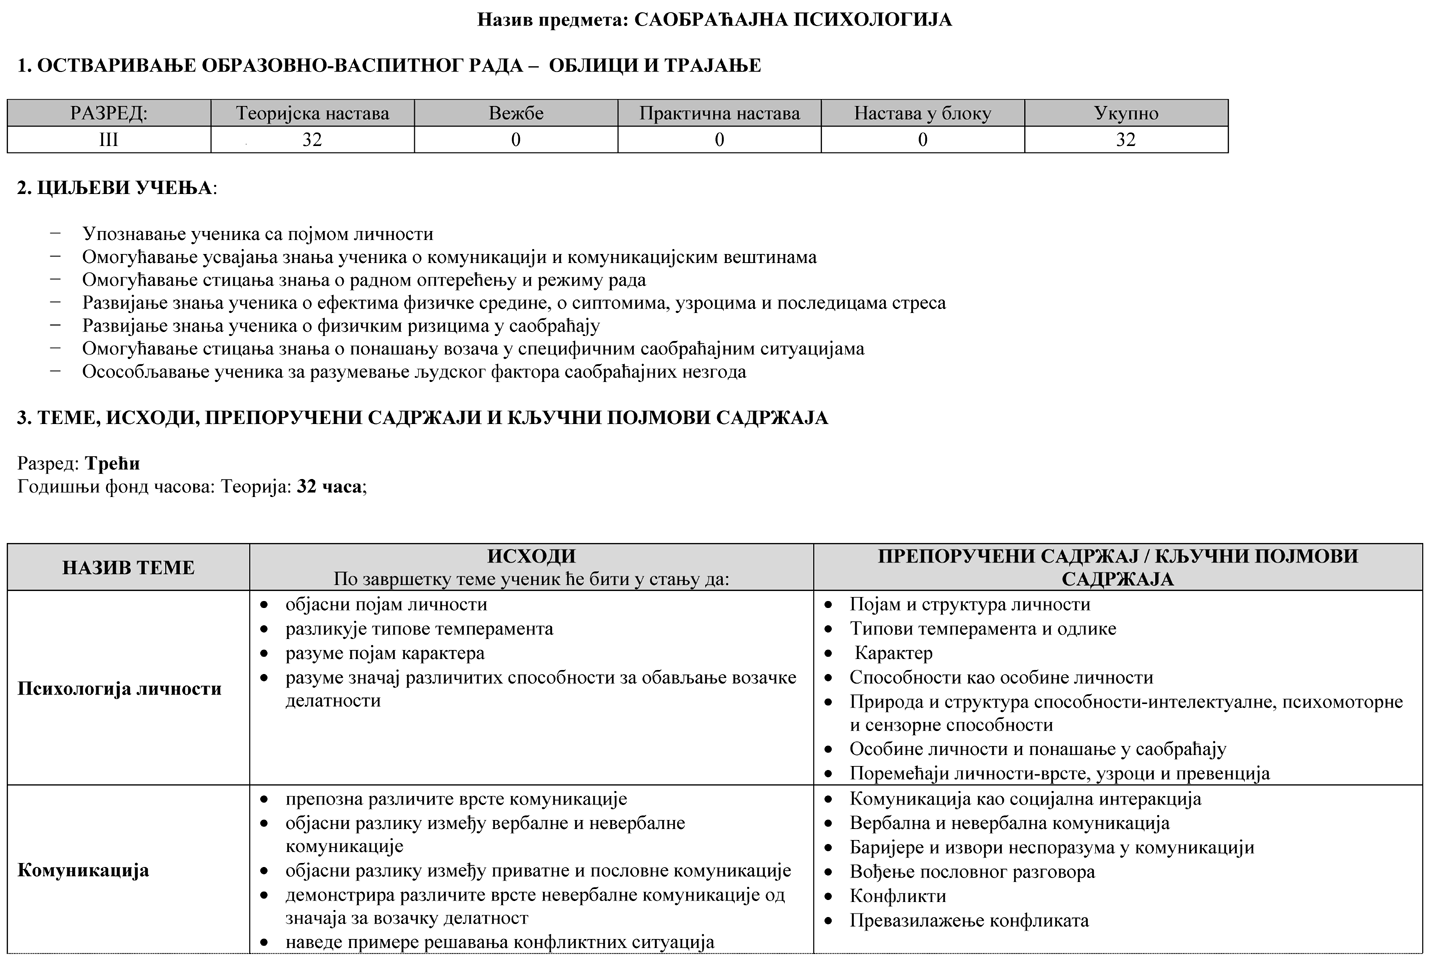 Назив предмета: САОБРАЋАЈНА ПСИХОЛОГИЈА
1. ОСТВАРИВАЊЕ ОБРАЗОВНО-ВАСПИТНОГ РАДА – ОБЛИЦИ И ТРАЈАЊЕ
РАЗРЕД: Теоријска настава Вежбе Практична настава Настава у блоку Укупно
III 32 0 0 0 32
2. ЦИЉЕВИ УЧЕЊА:
− Упознавање ученика са појмом личности
− Омогућавање усвајања знања ученика о комуникацији и комуникацијским вештинама
− Омогућавање стицања знања о радном оптерећењу и режиму рада
− Развијање знања ученика о ефектима физичке средине, о сиптомима, узроцима и последицама стреса
− Развијање знања ученика о физичким ризицима у саобраћају
− Омогућавање стицања знања о понашању возача у специфичним саобраћајним ситуацијама
− Осособљавање ученика за разумевање људског фактора саобраћајних незгода
3. ТЕМЕ, ИСХОДИ, ПРЕПОРУЧЕНИ САДРЖАЈИ И КЉУЧНИ ПОЈМОВИ САДРЖАЈА
Разред: Трећи
Годишњи фонд часова: Теорија: 32 часа;
НАЗИВ ТЕМЕ
ИСХОДИ
По завршетку теме ученик ће бити у стању да:
ПРЕПОРУЧЕНИ САДРЖАЈ / КЉУЧНИ ПОЈМОВИ
САДРЖАЈА
Психологија личности
• објасни појам личности
• разликује типове темперамента
• разуме појам карактера
• разуме значај различитих способности за обављање возачке
делатности
• Појам и структура личности
• Типови темперамента и одлике
• Карактер
• Способности као особине личности
• Природа и структура способности-интелектуалне, психомоторне
и сензорне способности
• Особине личности и понашање у саобраћају
• Поремећаји личности-врсте, узроци и превенција
Комуникација
• препозна различите врсте комуникације
• објасни разлику између вербалне и невербалне
комуникације
• објасни разлику између приватне и пословне комуникације
• демонстрира различите врсте невербалне комуникације од
значаја за возачку делатност
• наведе примере решавања конфликтних ситуација
• Комуникација као социјална интеракција
• Вербална и невербална комуникација
• Баријере и извори неспоразума у комуникацији
• Вођење пословног разговора
• Конфликти
• Превазилажење конфликата